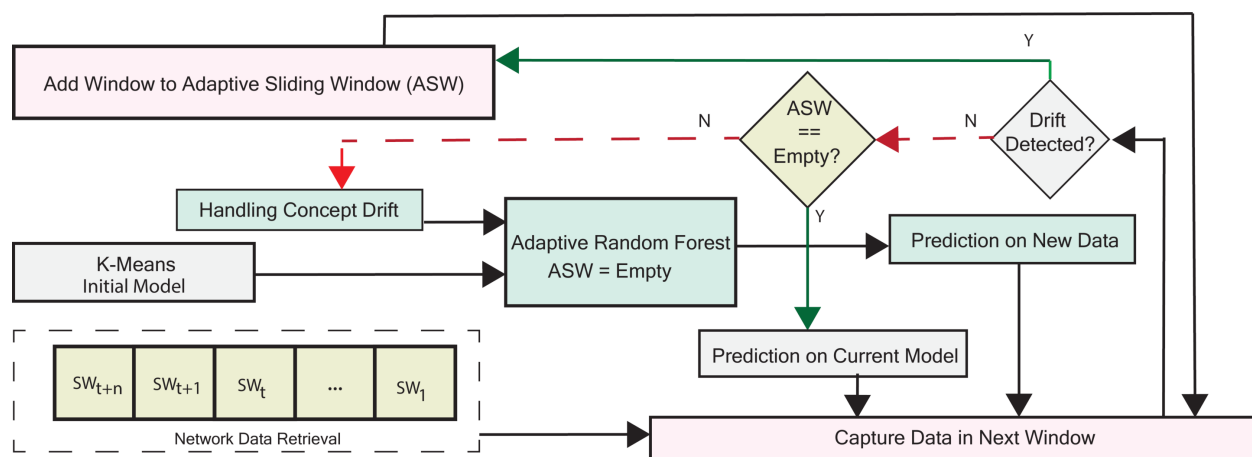 Y
Add Window to Adaptive Sliding Window (ASW)
ASW
==
Empty?
N
N
Drift
Detected?
Handling Concept Drift
Y
Adaptive Random Forest
ASW = Empty
Prediction on New Data
K-Means
Initial Model
Prediction on Current Model
SWt+n
SWt+1
SWt
...
SW1
Network Data Retrieval
Capture Data in Next Window